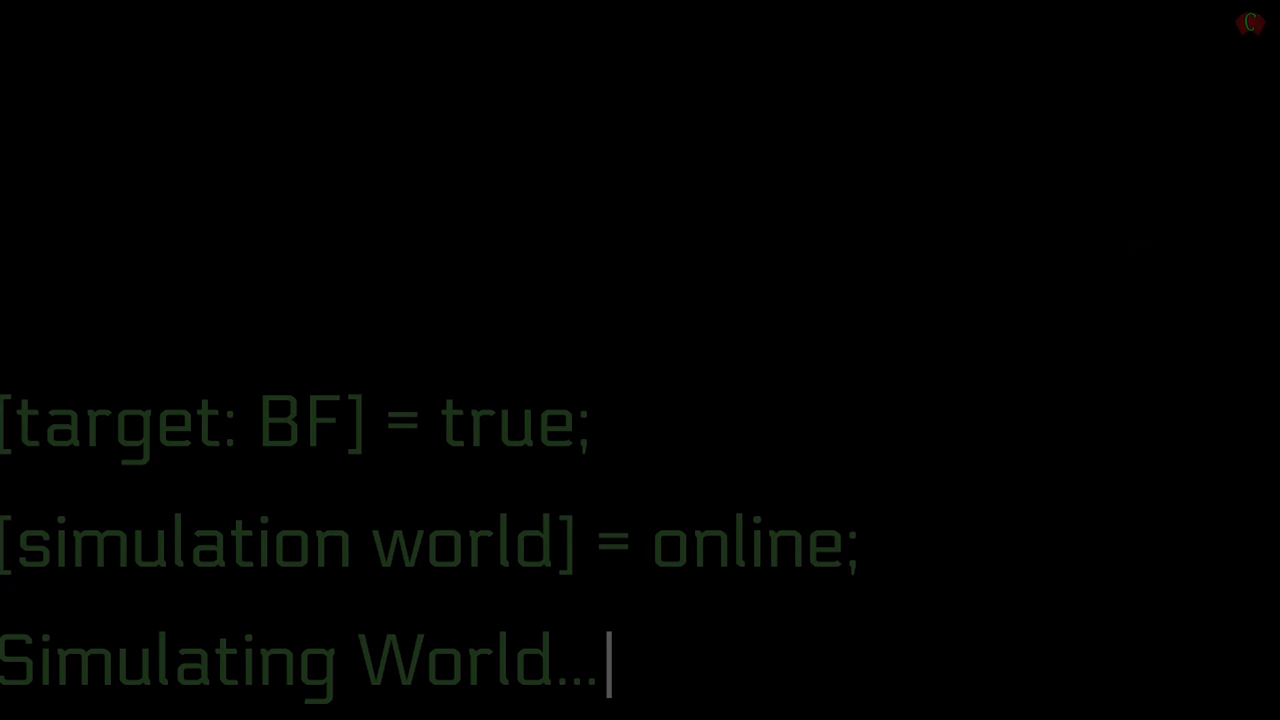 C
[target: BF] = true;
[simulation world] = online;
Simulating World...